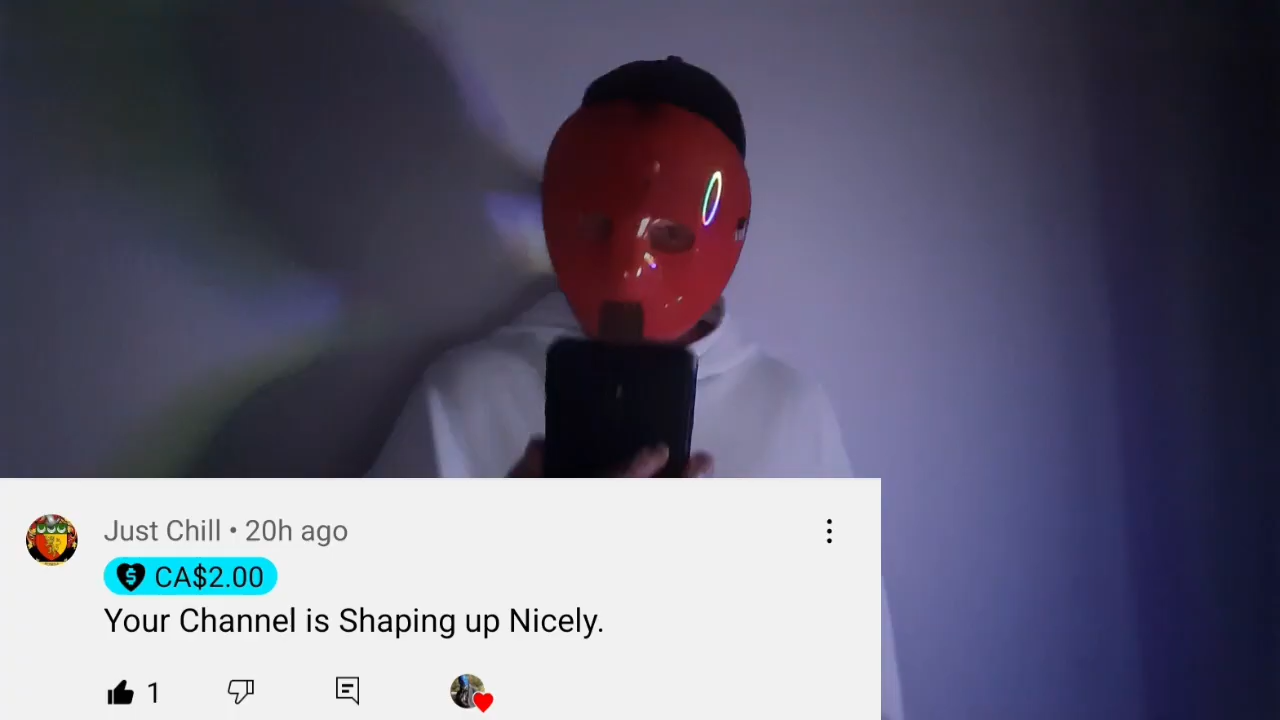 Just Chill • 20h ago
CA$2.00
Your Channel is Shaping up Nicely.
1